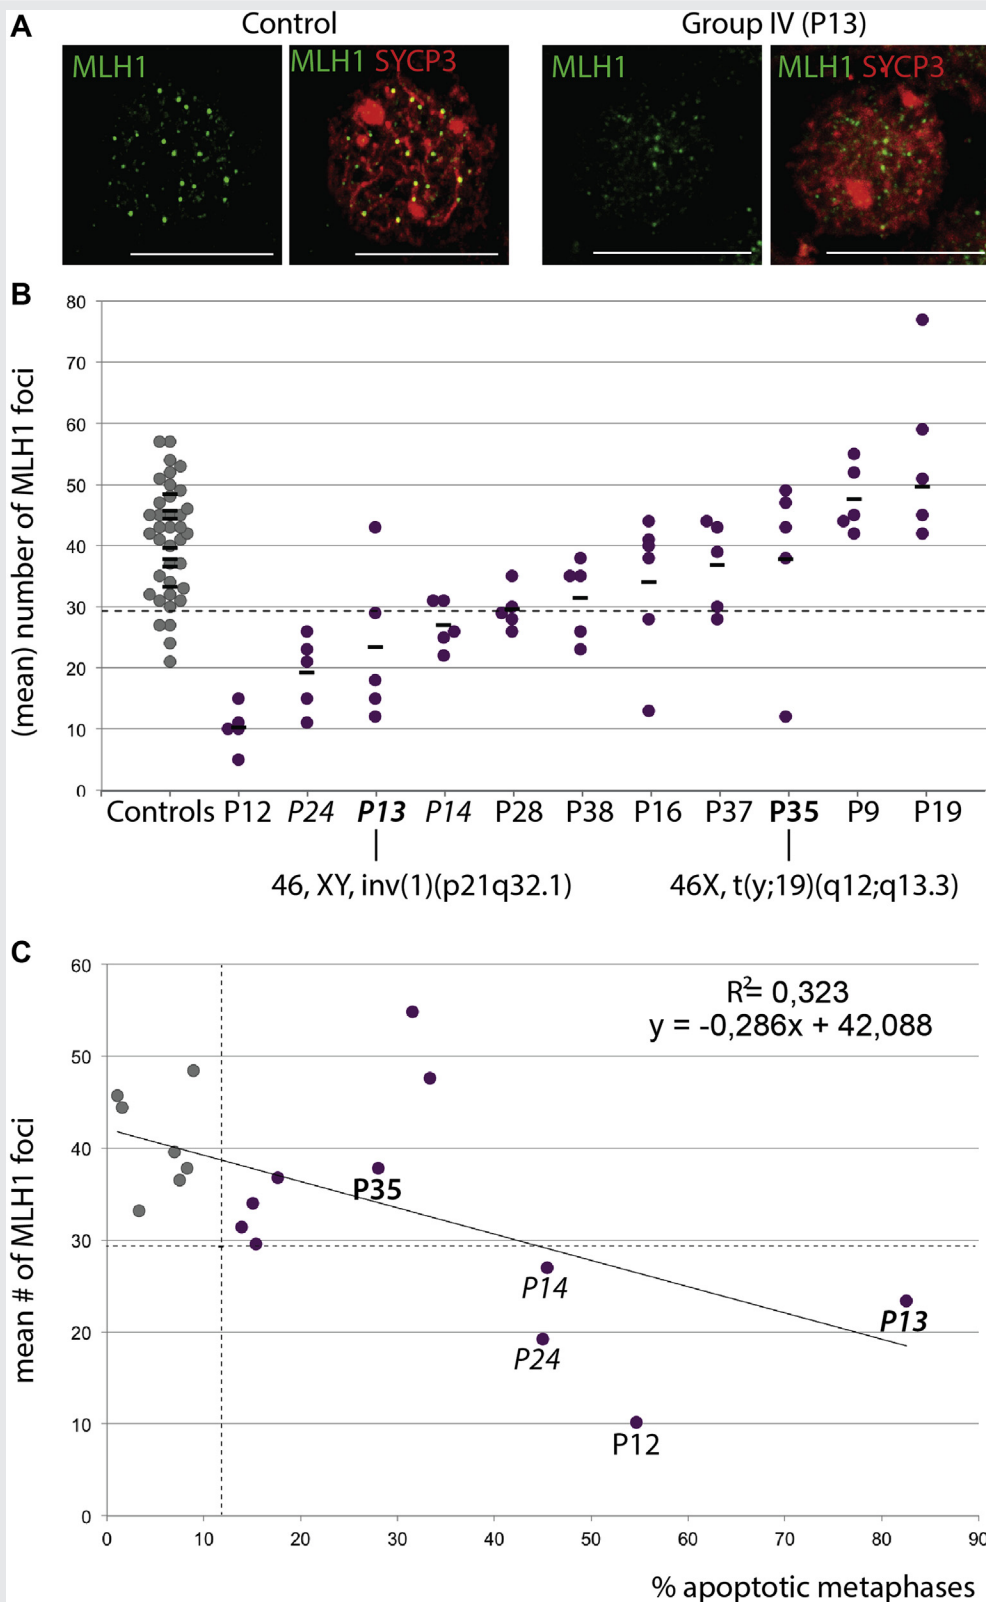 A
Control
Group IV (P13)
MLH1
MLH1 SYCP3
MLH1
MLH1 SYCP3
B
(mean) number of MLH1 foci
80
70
60
50
40
30
20
10
0
Controls P12 P24 P13 P14 P28 P38 P16 P37 P35 P9 P19
46, XY, inv(1)(p21q32.1)
46X, t(y;19)(q12;q13.3)
C
mean # of MLH1 foci
60
50
40
30
20
10
0
R²= 0,323
y = -0,286x + 42,088
P35
P14
P13
P24
P12
0 10 20 30 40 50 60 70 80 90
% apoptotic metaphases